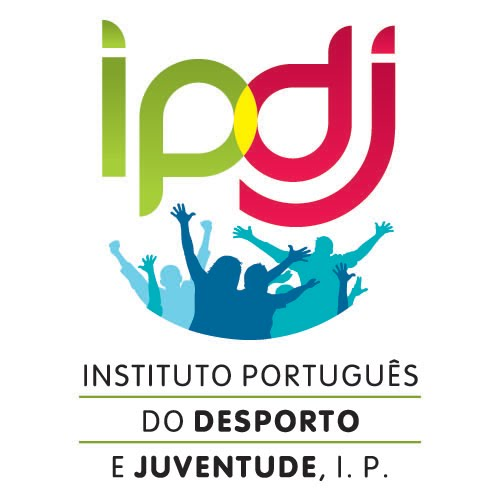 ipdj
INSTITUTO PORTUGUÊS
DO DESPORTO
E JUVENTUDE, I. P.